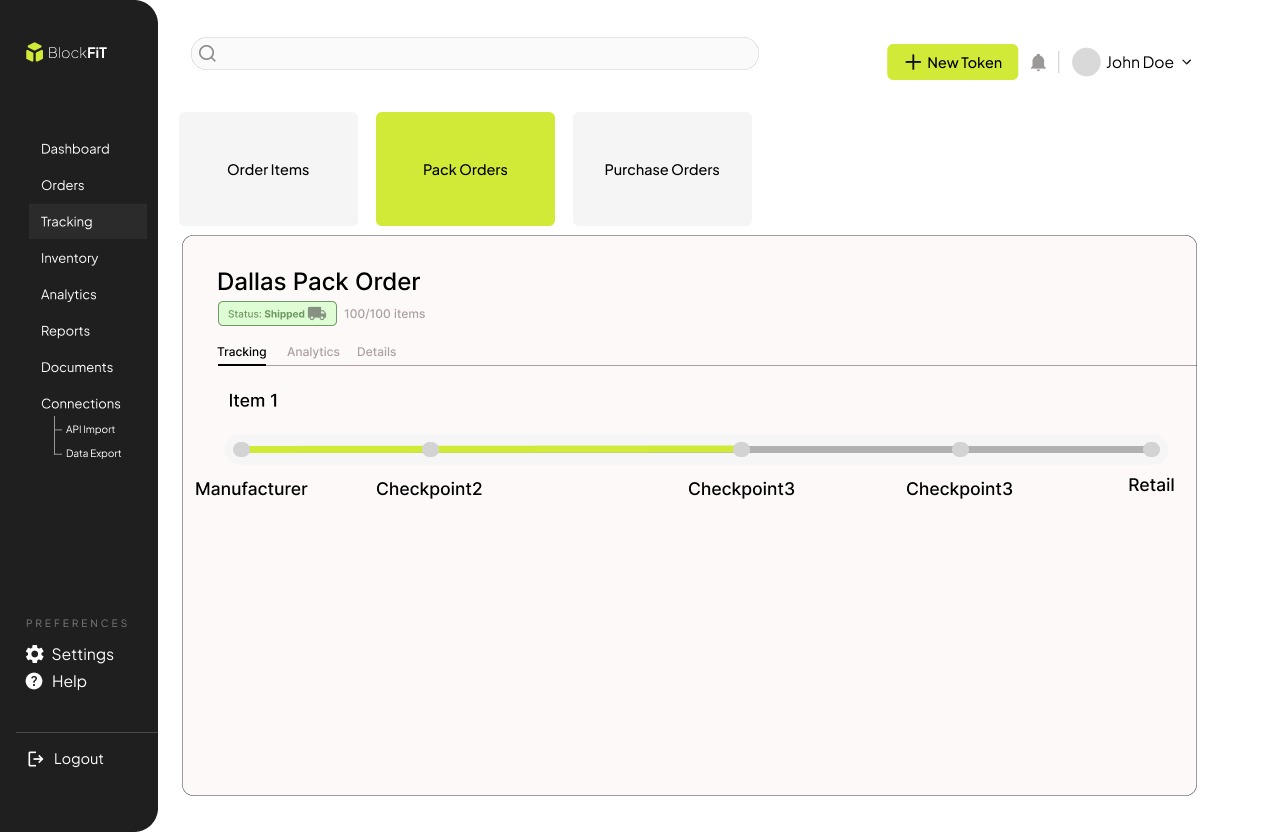 BlockFiT
New Token
John Doe
Dashboard
Orders
Tracking
Inventory
Analytics
Reports
Documents
Connections
API Import
Data Export
PREFERENCES
Settings
Help
Logout
Order Items
Pack Orders
Purchase Orders
Dallas Pack Order
Status: Shipped
100/100 items
Tracking
Analytics
Details
Item 1
Manufacturer
Checkpoint2
Checkpoint3
Checkpoint3
Retail